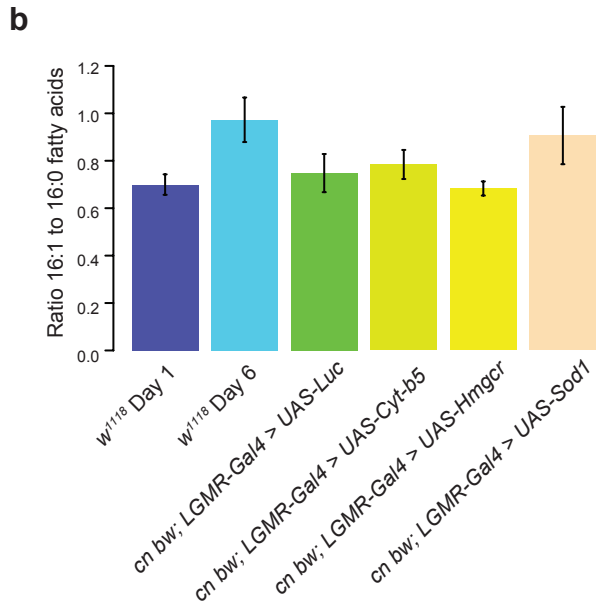 b
Ratio 16:1 to 16:0 fatty acids
1.2
1.0
0.8
0.6
0.4
0.2
0.0
w1118 Day 1
w1118 Day 6
cn bw; LGMR-Gal4 > UAS-Luc
cn bw; LGMR-Gal4 > UAS-Cyt-b5
cn bw; LGMR-Gal4 > UAS-Hmgcr
cn bw; LGMR-Gal4 > UAS-Sod1